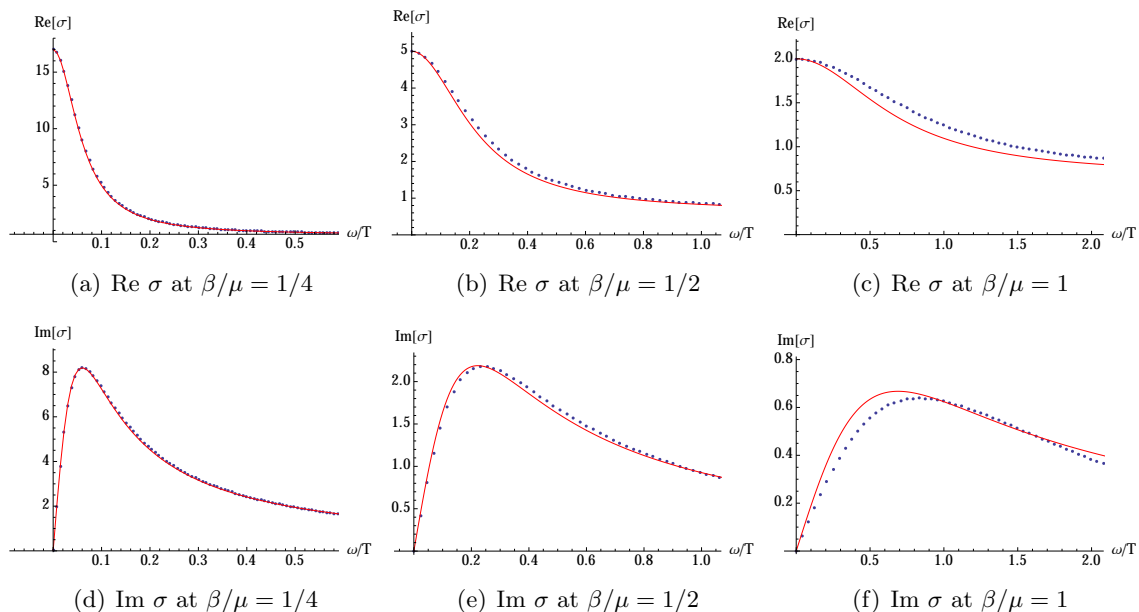 Re[σ]
15
10
5
0.1 0.2 0.3 0.4 0.5
ω/T
(a) Re σ at β/μ = 1/4
Re[σ]
5
4
3
2
1
0.2 0.4 0.6 0.8 1.0
ω/T
(b) Re σ at β/μ = 1/2
Re[σ]
2.0
1.5
1.0
0.5
0.5 1.0 1.5 2.0
ω/T
(c) Re σ at β/μ = 1
Im[σ]
8
6
4
2
0.1 0.2 0.3 0.4 0.5
ω/T
(d) Im σ at β/μ = 1/4
Im[σ]
2.0
1.5
1.0
0.5
0.2 0.4 0.6 0.8 1.0
ω/T
(e) Im σ at β/μ = 1/2
Im[σ]
0.8
0.6
0.4
0.2
0.0
0.5 1.0 1.5 2.0
ω/T
(f) Im σ at β/μ = 1